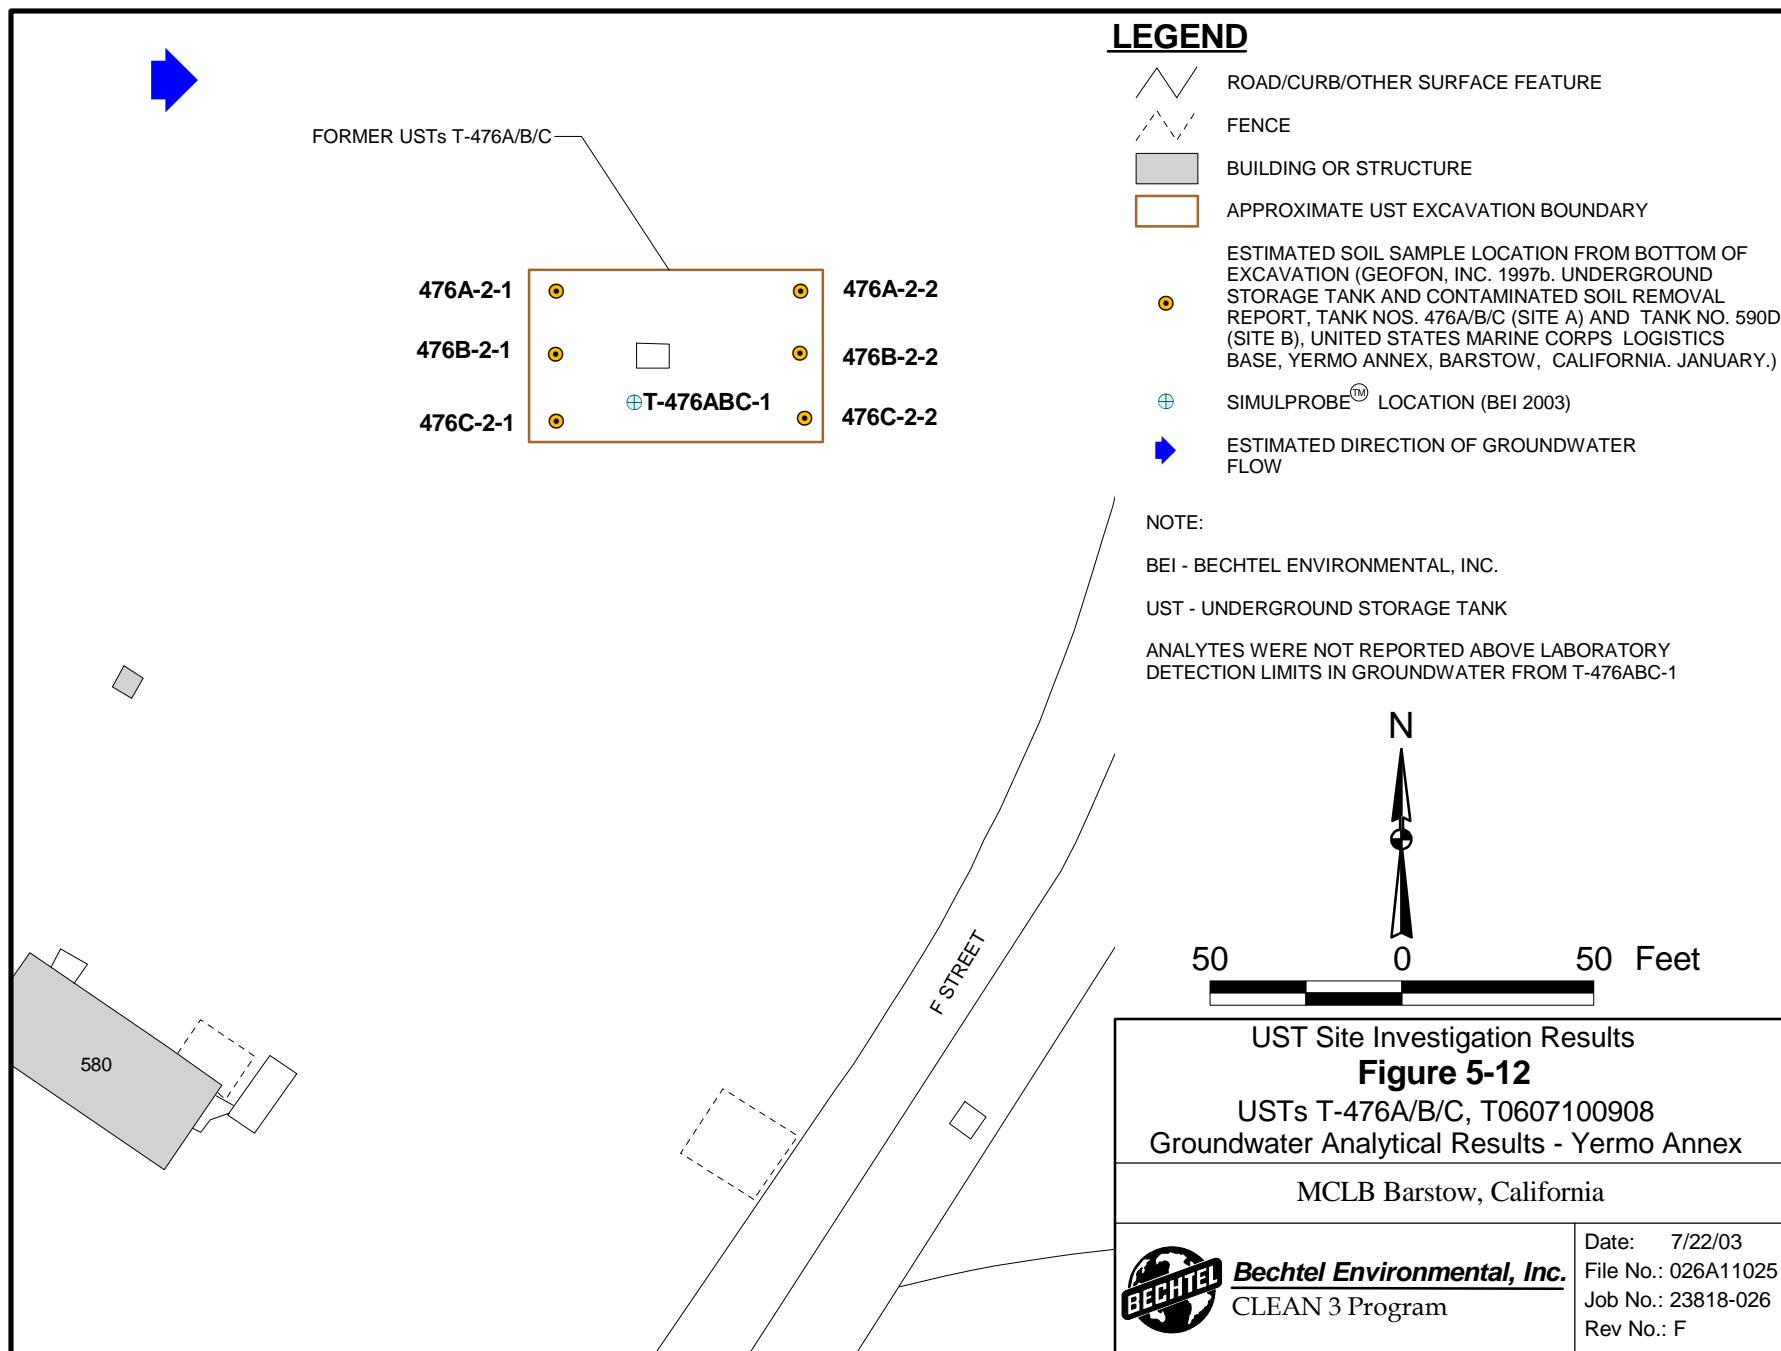 LEGEND
ROAD/CURB/OTHER SURFACE FEATURE
FENCE
BUILDING OR STRUCTURE
APPROXIMATE UST EXCAVATION BOUNDARY
ESTIMATED SOIL SAMPLE LOCATION FROM BOTTOM OF
EXCAVATION (GEOFON, INC. 1997b. UNDERGROUND
STORAGE TANK AND CONTAMINATED SOIL REMOVAL
REPORT, TANK NOS. 476A/B/C (SITE A) AND TANK NO. 590D
(SITE B), UNITED STATES MARINE CORPS LOGISTICS
BASE, YERMO ANNEX, BARSTOW, CALIFORNIA. JANUARY.)
SIMULPROBE™ LOCATION (BEI 2003)
ESTIMATED DIRECTION OF GROUNDWATER
FLOW
NOTE:
BEI - BECHTEL ENVIRONMENTAL, INC.
UST - UNDERGROUND STORAGE TANK
ANALYTES WERE NOT REPORTED ABOVE LABORATORY
DETECTION LIMITS IN GROUNDWATER FROM T-476ABC-1
FORMER USTs T-476A/B/C
476A-2-1
476A-2-2
476B-2-1
476B-2-2
T-476ABC-1
476C-2-1
476C-2-2
F STREET
580
N
50 0 50 Feet
UST Site Investigation Results
Figure 5-12
USTs T-476A/B/C, T0607100908
Groundwater Analytical Results - Yermo Annex
MCLB Barstow, California
BECHTEL
Bechtel Environmental, Inc.
CLEAN 3 Program
Date: 7/22/03
File No.: 026A11025
Job No.: 23818-026
Rev No.: F